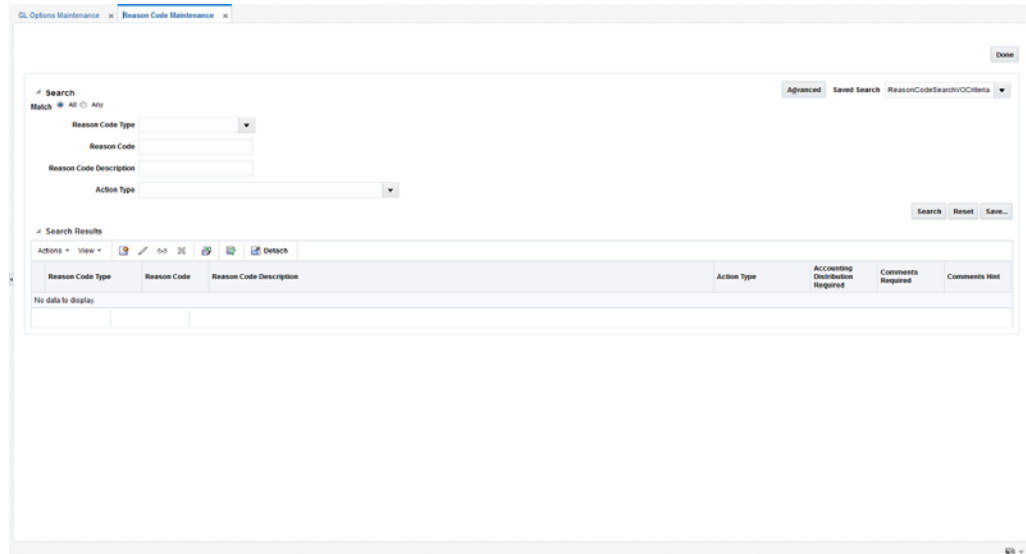 GL Options Maintenance
Reason Code Maintenance
Done
Search
Advanced Saved Search ReasonCodeSearchVOCriteria
Match All Any
Reason Code Type
Reason Code
Reason Code Description
Action Type
Search Reset Save...
Search Results
Actions View Detach
Reason Code Type Reason Code Reason Code Description Action Type Accounting Distribution Required Comments Required Comments Hint
No data to display.